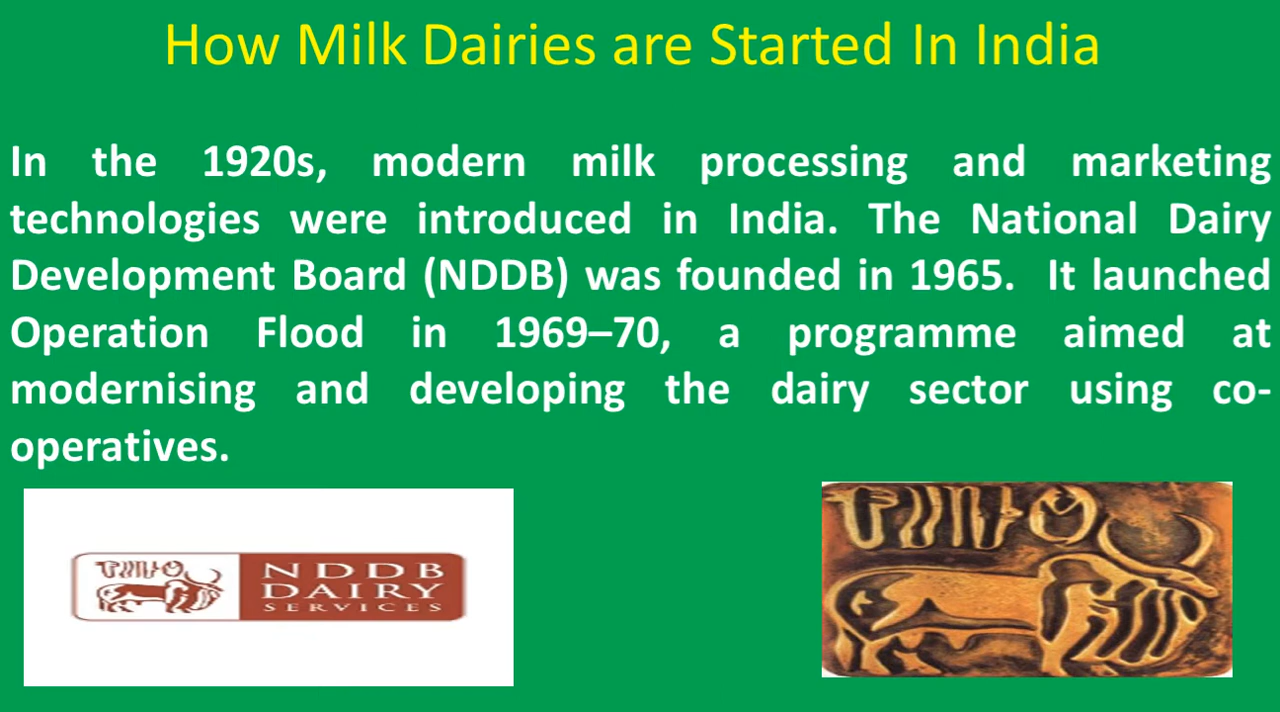 How Milk Dairies are Started In India
In the 1920s, modern milk processing and marketing
technologies were introduced in India. The National Dairy
Development Board (NDDB) was founded in 1965. It launched
Operation Flood in 1969–70, a programme aimed at
modernising and developing the dairy sector using co-
operatives.
NDDB
DAIRY
SERVICES